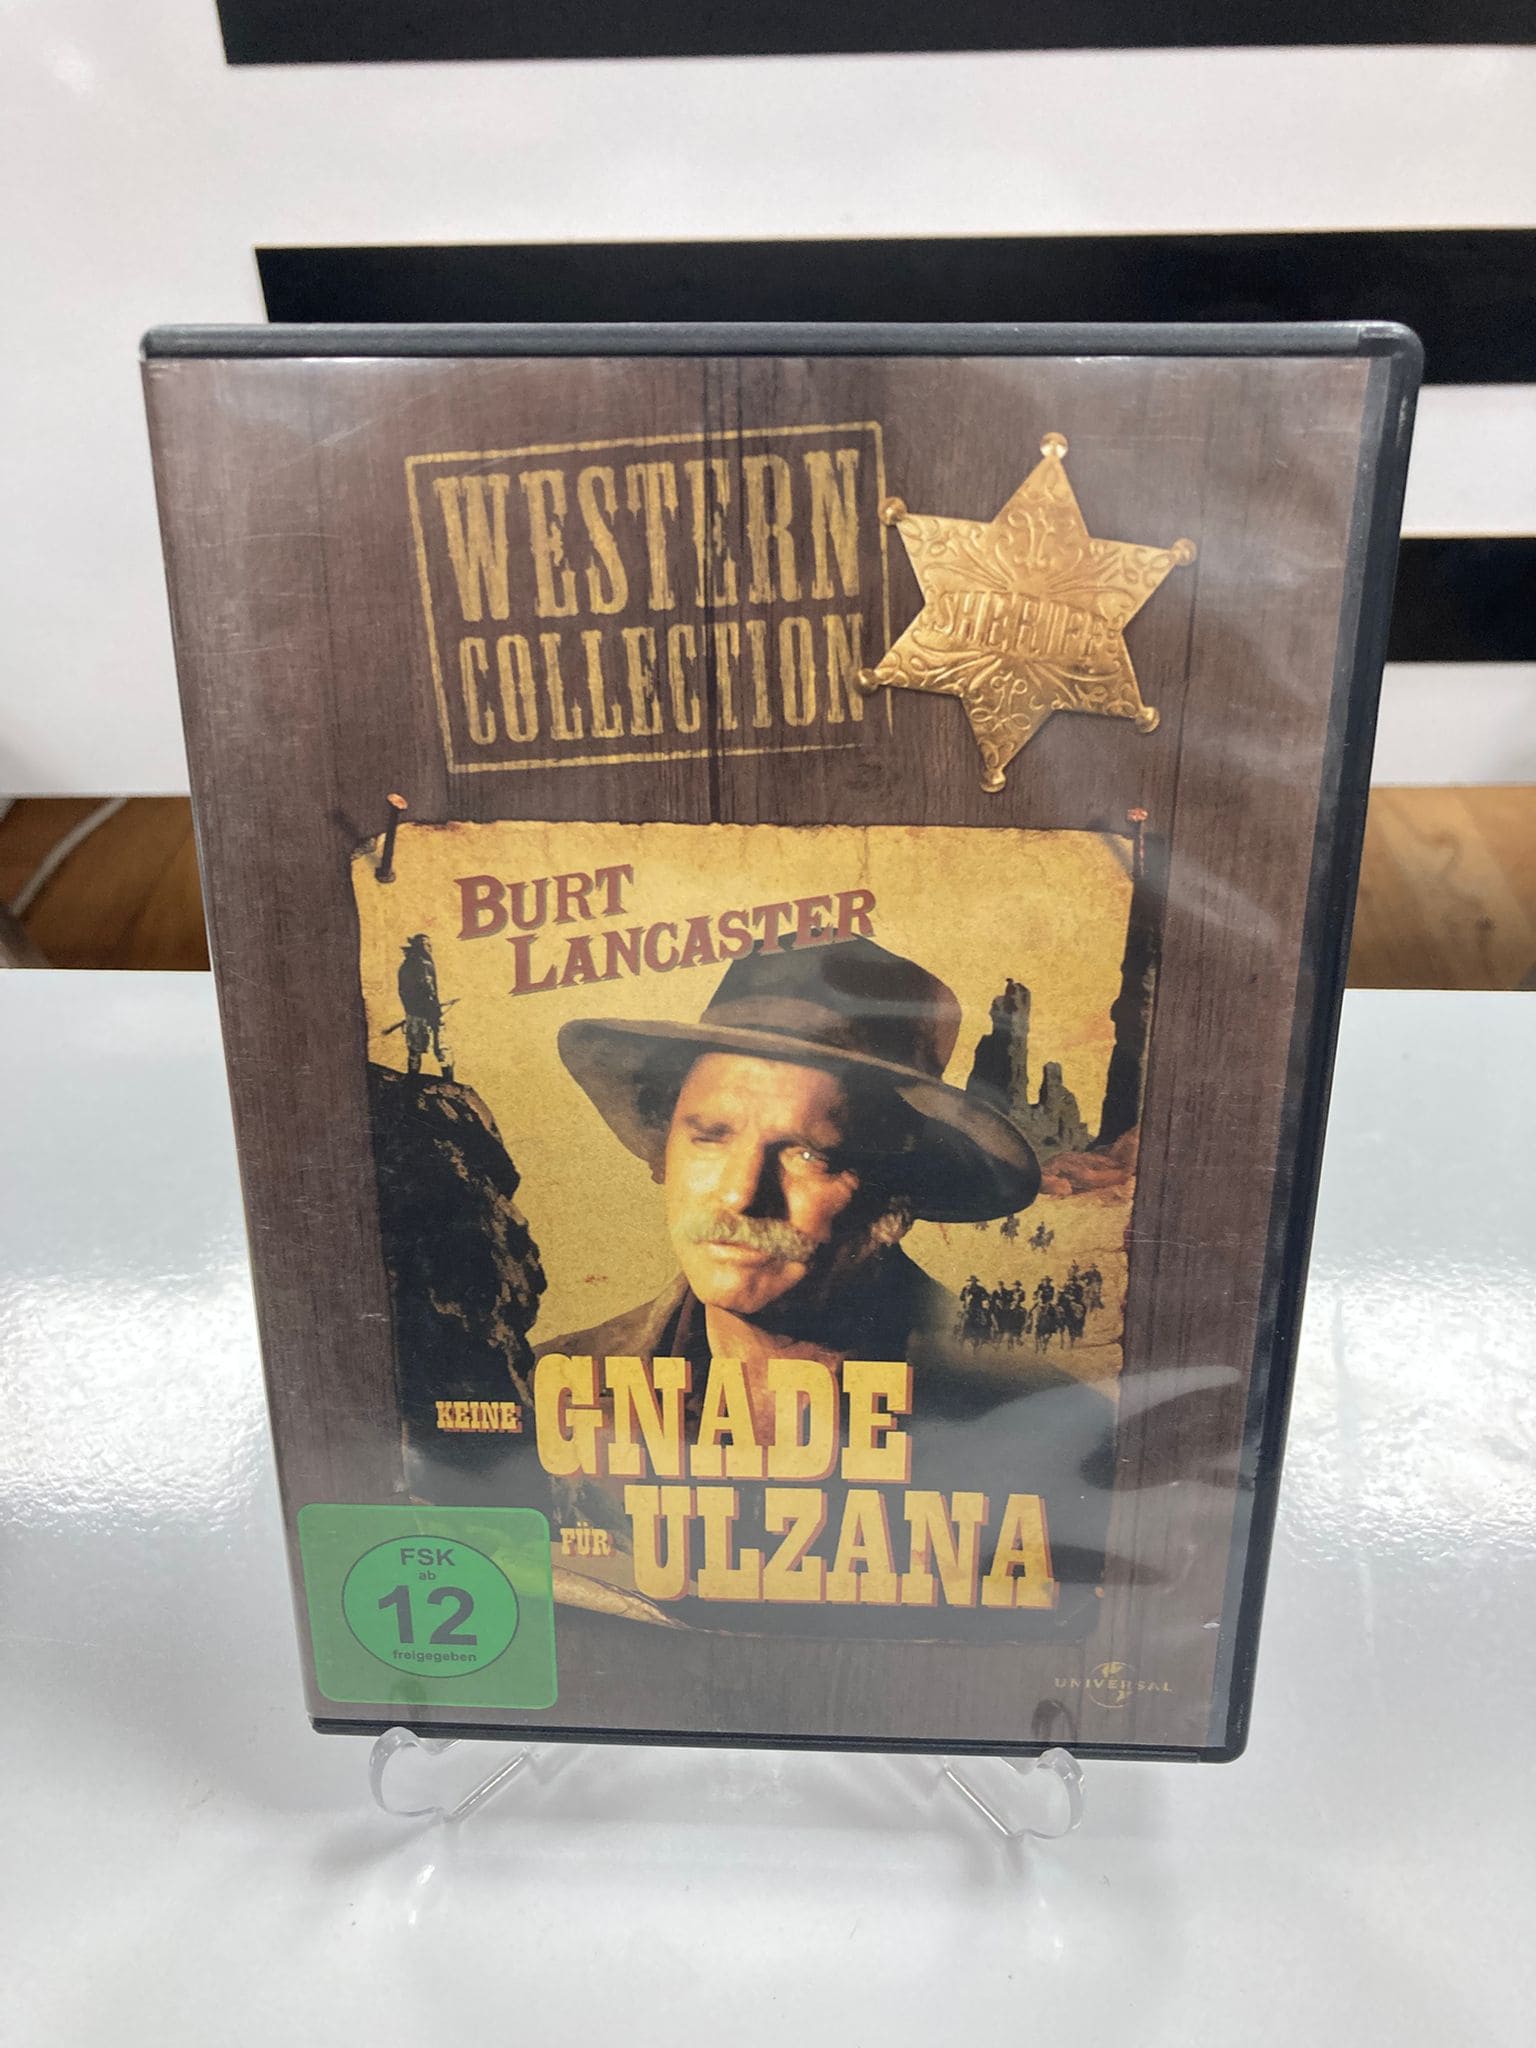 WESTERN
COLLECTION
SHERIFF
BURT
LANCASTER
KEINE GNADE
FÜR ULZANA
FSK
ab
12
freigegeben
UNIVERSAL